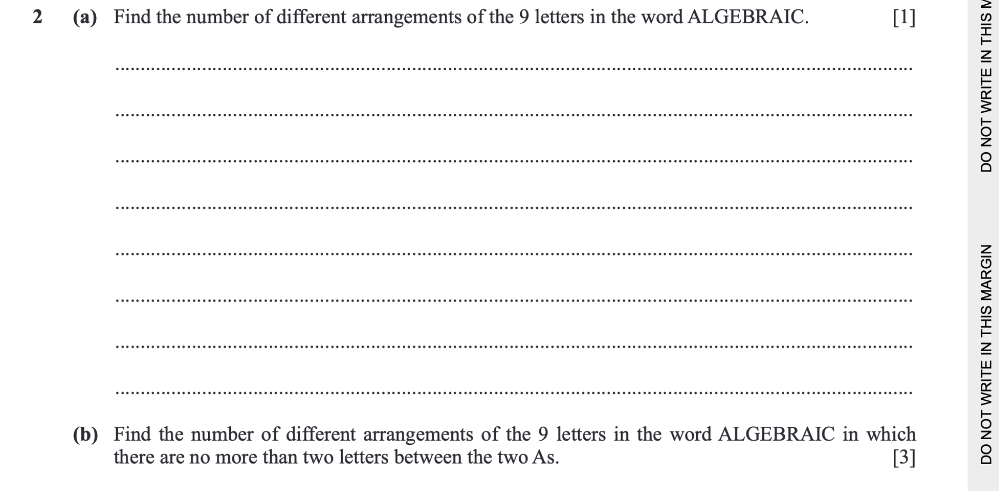 2 (a) Find the number of different arrangements of the 9 letters in the word ALGEBRAIC. [1]
(b) Find the number of different arrangements of the 9 letters in the word ALGEBRAIC in which
there are no more than two letters between the two As. [3]
DO NOT WRITE IN THIS
DO NOT WRITE IN THIS MARGIN